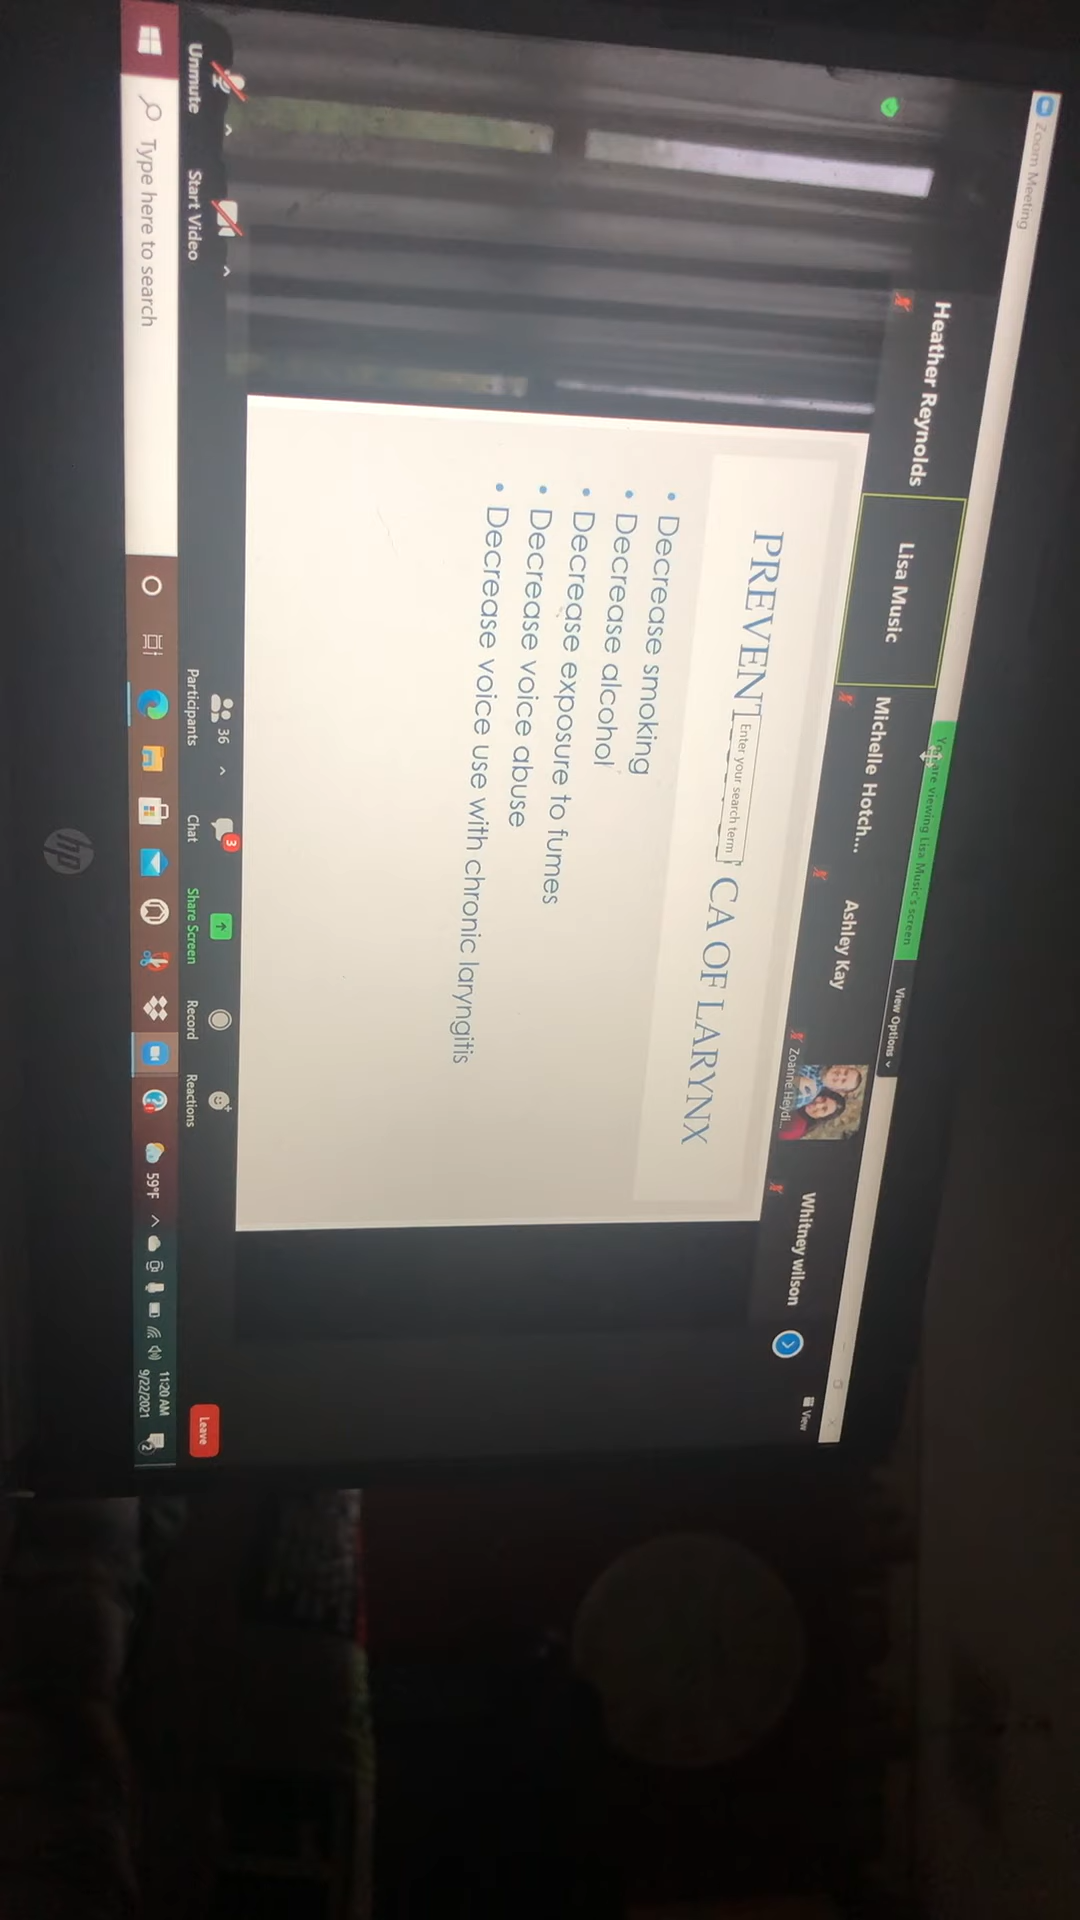 Zoom Meeting
You are viewing Lisa Music's screen
View Options
View
Heather Reynolds
Lisa Music
Michelle Hotch...
Ashley Kay
Zoanne Heydi...
Whitney wilson
CA OF LARYNX
Enter your search term
• Decrease smoking
• Decrease alcohol
• Decrease exposure to fumes
• Decrease voice abuse
• Decrease voice use with chronic laryngitis
Unmute
Start Video
Participants
36
Chat
3
Share Screen
Record
Reactions
Leave
Type here to search
59°F
11:20 AM
9/22/2021
2
hp